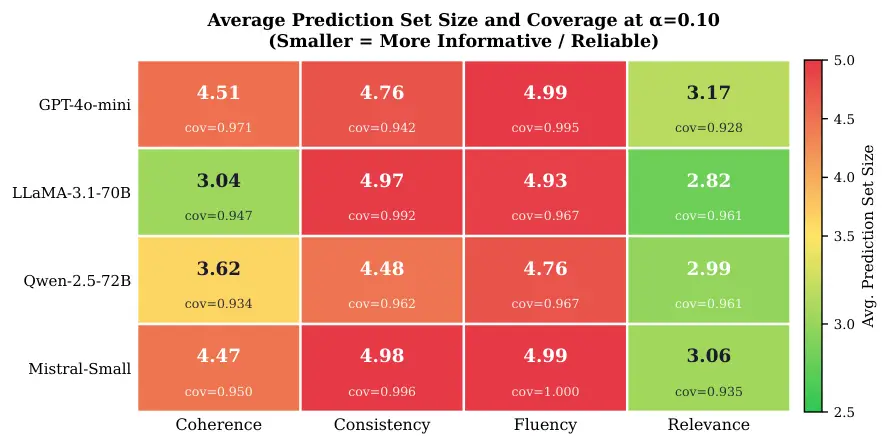 Average Prediction Set Size and Coverage at α=0.10
(Smaller = More Informative / Reliable)
GPT-4o-mini
4.51
4.76
4.99
3.17
cov=0.971
cov=0.942
cov=0.995
cov=0.928
LLaMA-3.1-70B
3.04
4.97
4.93
2.82
cov=0.947
cov=0.992
cov=0.967
cov=0.961
Qwen-2.5-72B
3.62
4.48
4.76
2.99
cov=0.934
cov=0.962
cov=0.967
cov=0.961
Mistral-Small
4.47
4.98
4.99
3.06
cov=0.950
cov=0.996
cov=1.000
cov=0.935
Coherence
Consistency
Fluency
Relevance
5.0
4.5
4.0
3.5
3.0
2.5
Avg. Prediction Set Size